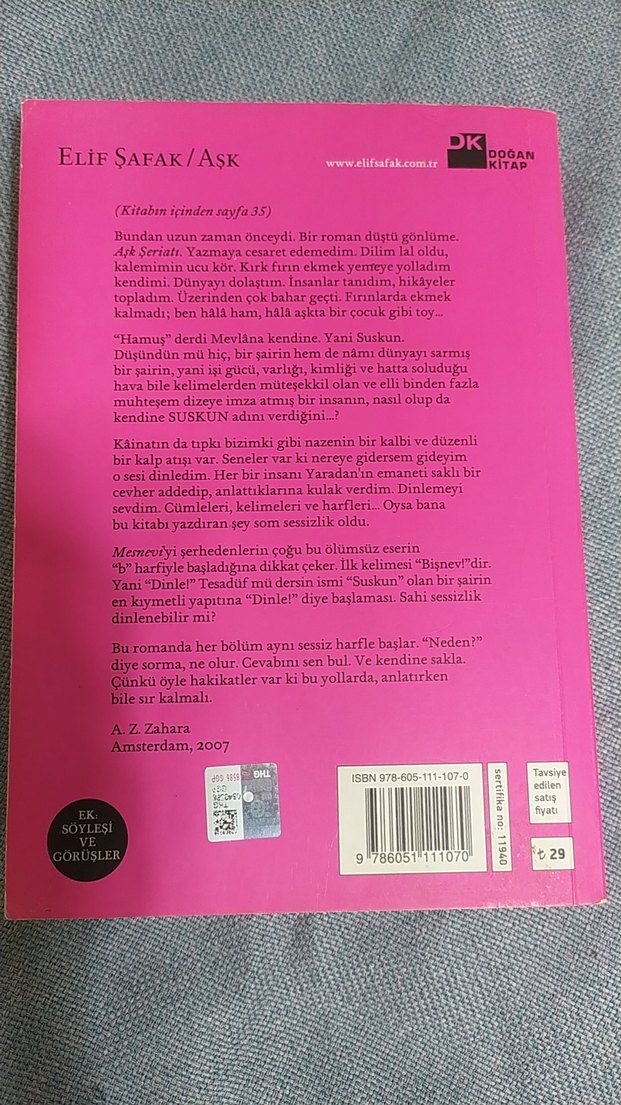 ELİF ŞAFAK / AŞK
www.elifsafak.com.tr
DK
DOĞAN
KİTAP
(Kitabın içinden sayfa 35)
Bundan uzun zaman önceydi. Bir roman düştü gönlüme.
Aşk Şeriatı. Yazmaya cesaret edemedim. Dilim lal oldu,
kalemimin ucu kör. Kırk fırın ekmek yemeye yolladım
kendimi. Dünyayı dolaştım. İnsanlar tanıdım, hikâyeler
topladım. Üzerinden çok bahar geçti. Fırınlarda ekmek
kalmadı; ben hâlâ ham, hâlâ aşkta bir çocuk gibi toy...
“Hamuş” derdi Mevlâna kendine. Yani Suskun.
Düşündün mü hiç, bir şairin hem de nâmı dünyayı sarmış
bir şairin, yani işi gücü, varlığı, kimliği ve hatta soluduğu
hava bile kelimelerden müteşekkil olan ve elli binden fazla
muhteşem dizeye imza atmış bir insanın, nasıl olup da
kendine SUSKUN adını verdiğini...?
Kâinatın da tıpkı bizimki gibi nazenin bir kalbi ve düzenli
bir kalp atışı var. Seneler var ki nereye gidersem gideyim
o sesi dinledim. Her bir insanı Yaradan'ın emaneti saklı bir
cevher addedip, anlattıklarına kulak verdim. Dinlemeyi
sevdim. Cümleleri, kelimeleri ve harfleri... Oysa bana
bu kitabı yazdıran şey som sessizlik oldu.
Mesnevi'yi şerhedenlerin çoğu bu ölümsüz eserin
“b” harfiyle başladığına dikkat çeker. İlk kelimesi “Bişnev!”dir.
Yani “Dinle!” Tesadüf mü dersin ismi “Suskun” olan bir şairin
en kıymetli yapıtına “Dinle!” diye başlaması. Sahi sessizlik
dinlenebilir mi?
Bu romanda her bölüm aynı sessiz harfle başlar. “Neden?”
diye sorma, ne olur. Cevabını sen bul. Ve kendine sakla.
Çünkü öyle hakikatler var ki bu yollarda, anlatırken
bile sır kalmalı.
A. Z. Zahara
Amsterdam, 2007
EK:
SÖYLEŞİ
VE
GÖRÜŞLER
THG
ISBN 978-605-111-107-0
9 786051 111070
sertifika no: 11940
Tavsiye
edilen
satış
fiyatı
₺ 29